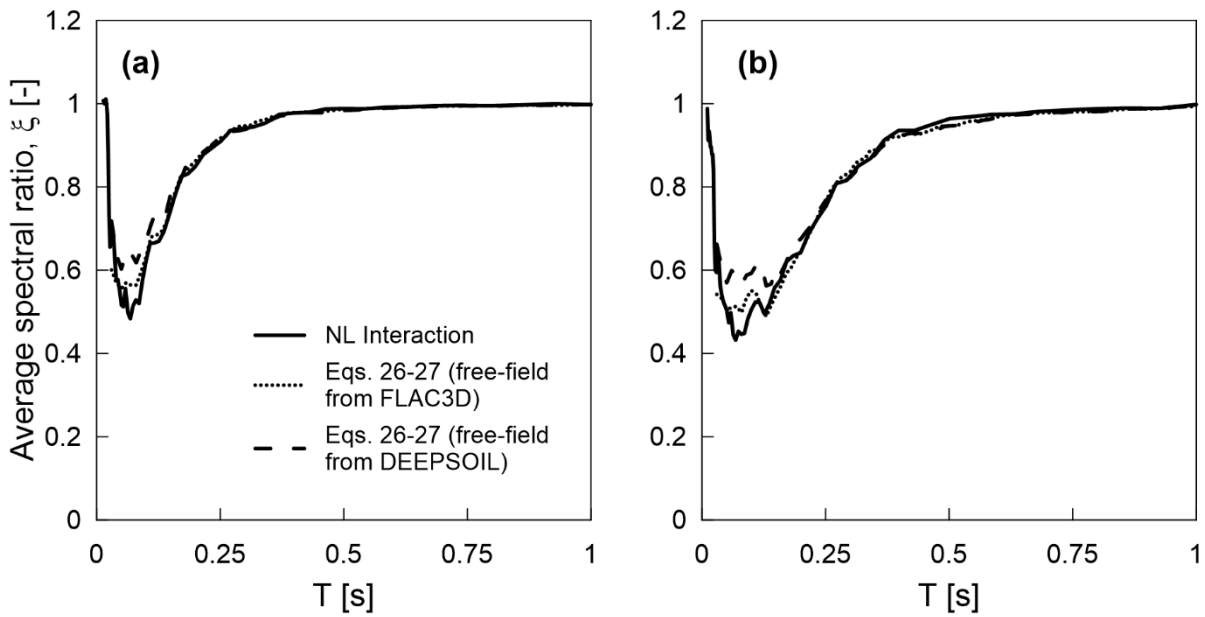 Average spectral ratio, ξ [-]
1.2
1
0.8
0.6
0.4
0.2
0
(a)
NL Interaction
Eqs. 26-27 (free-field
from FLAC3D)
Eqs. 26-27 (free-field
from DEEPSOIL)
0 0.25 0.5 0.75 1
T [s]
1.2
1
0.8
0.6
0.4
0.2
0
(b)
0 0.25 0.5 0.75 1
T [s]